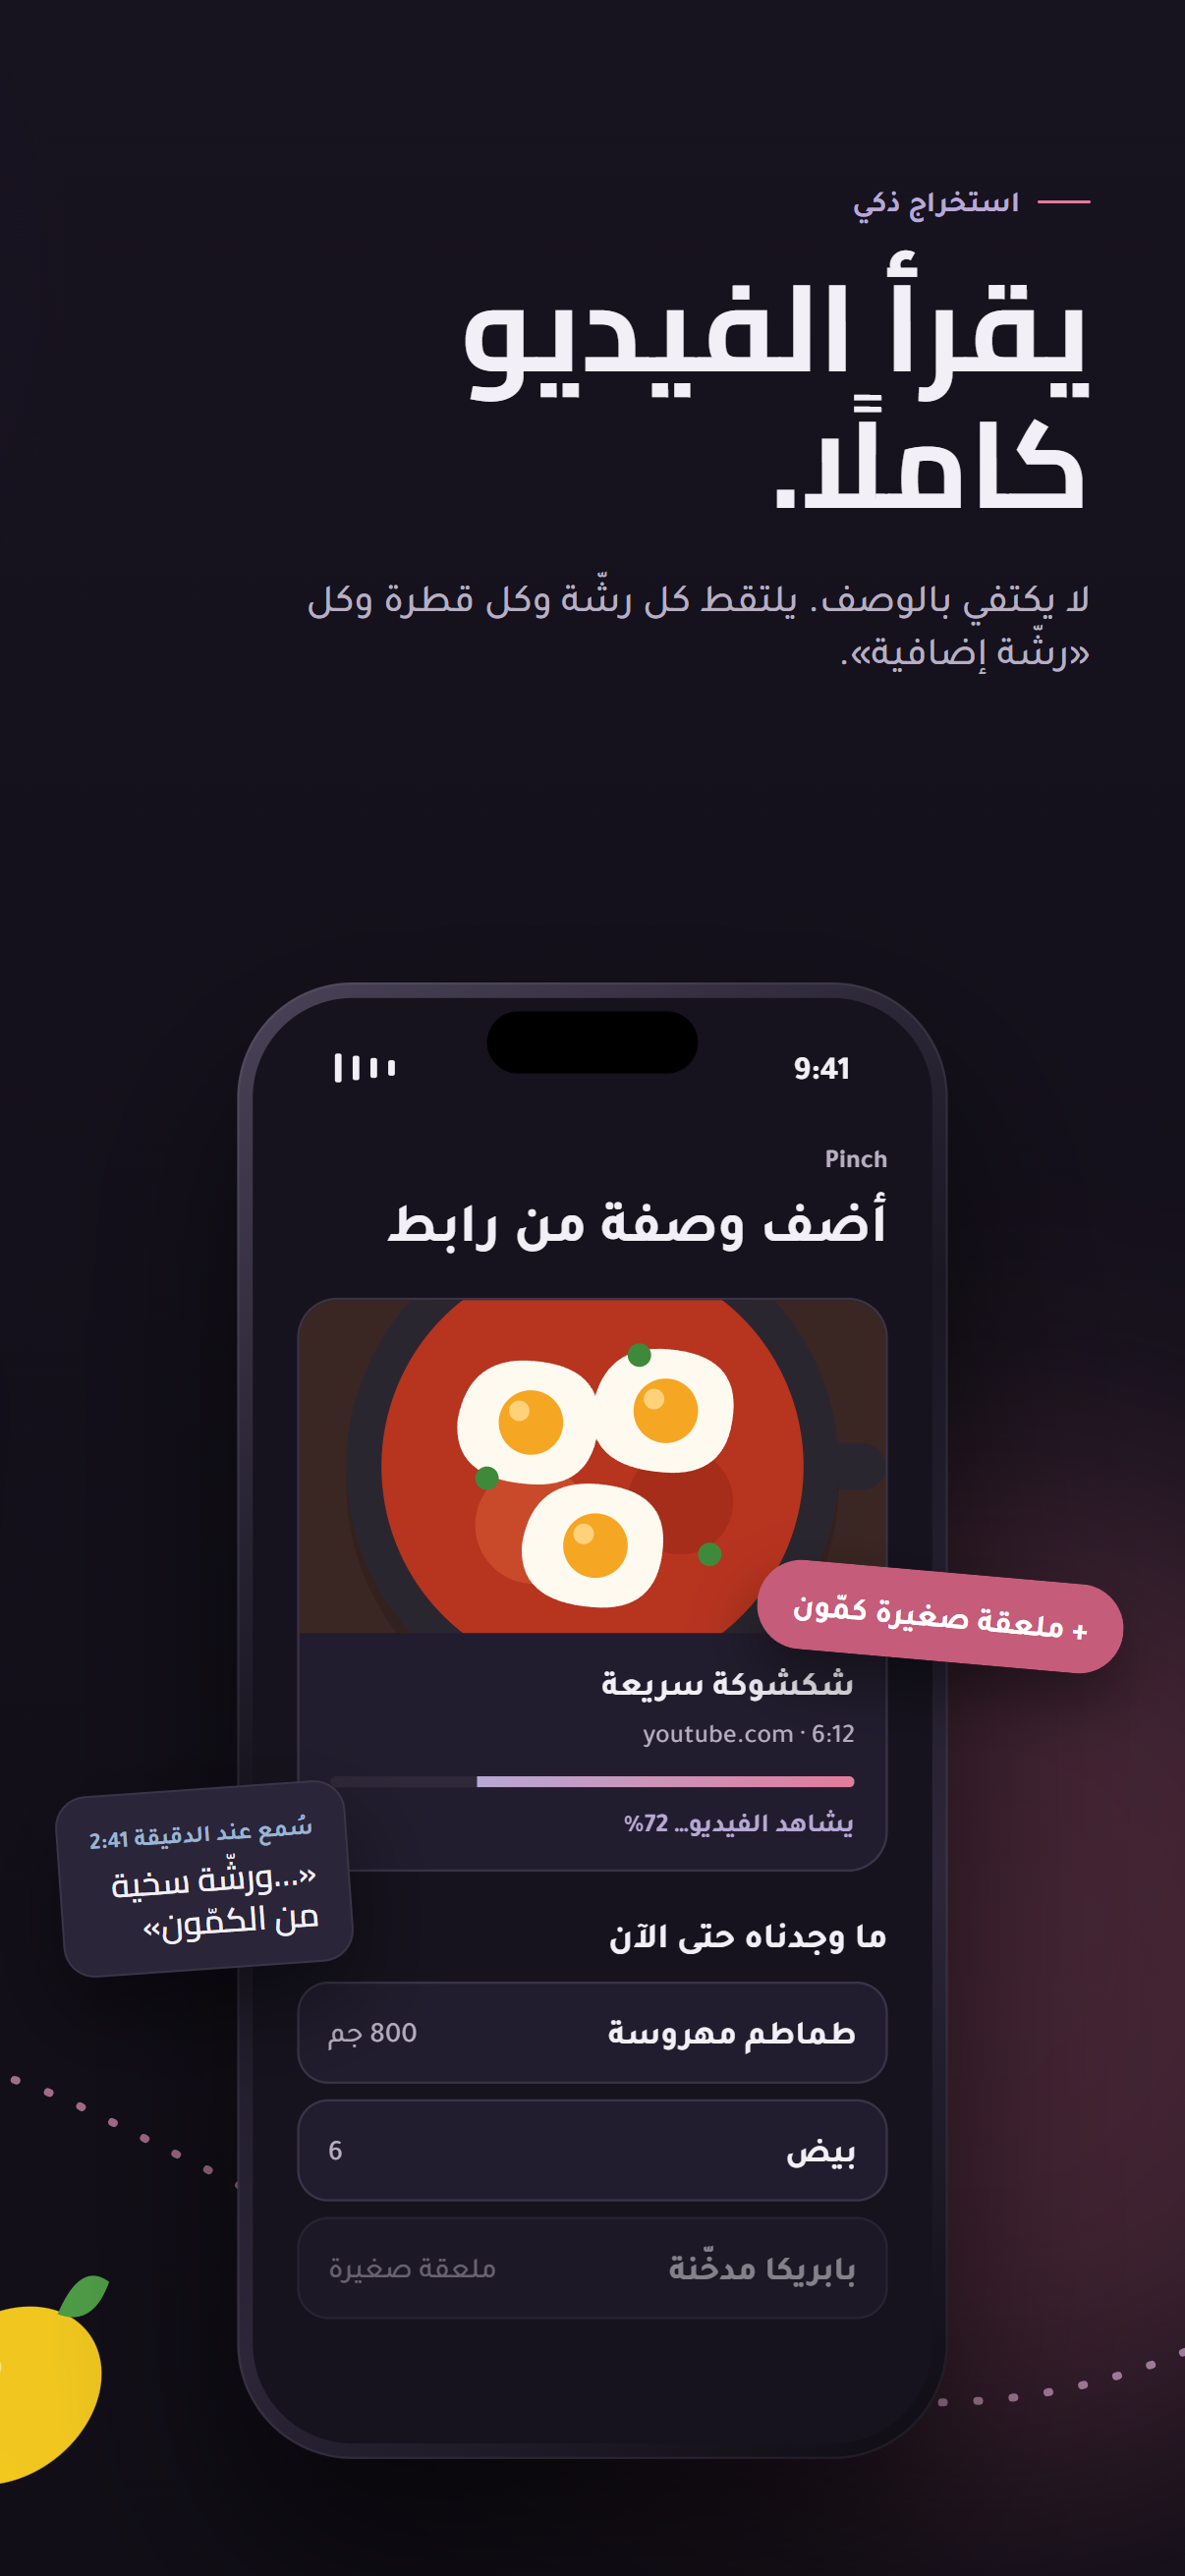 استخراج ذكي
يقرأ الفيديو
كاملًا.
لا يكتفي بالوصف. يلتقط كل رشّة وكل قطرة وكل
«رشّة إضافية».
9:41
Pinch
أضف وصفة من رابط
+ ملعقة صغيرة كمّون
شكشوكة سريعة
youtube.com · 6:12
يشاهد الفيديو... 72%
سُمع عند الدقيقة 2:41
«...ورشّة سخية
من الكمّون»
ما وجدناه حتى الآن
طماطم مهروسة 800 جم
بيض 6
بابريكا مدخّنة ملعقة صغيرة